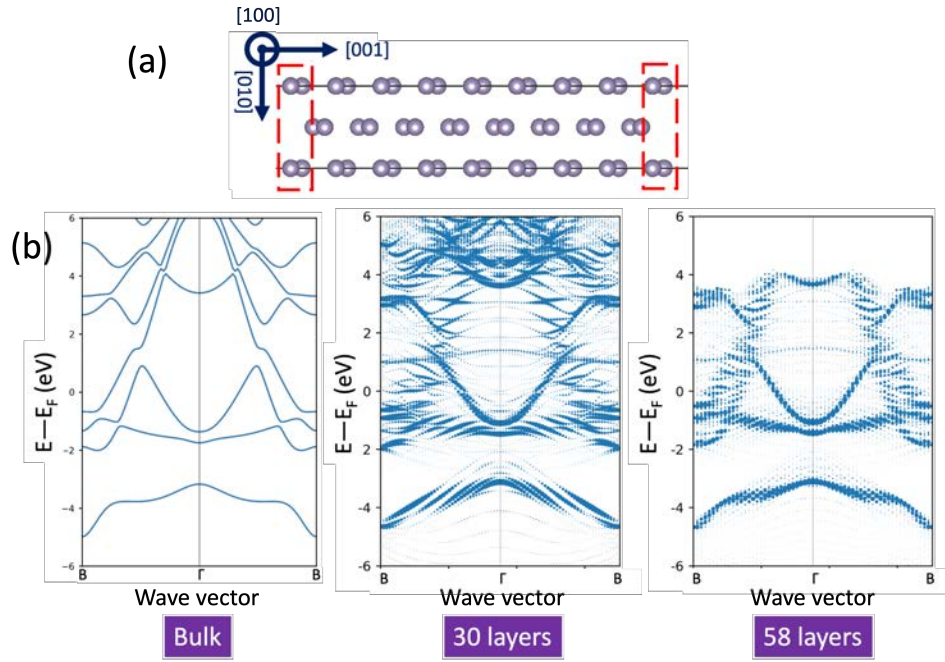 [100]
(a)
[001]
[010]
(b)
E—E_F (eV)
6
4
2
0
-2
-4
-6
B Γ B
Wave vector
Bulk
E—E_F (eV)
6
4
2
0
-2
-4
-6
B Γ B
Wave vector
30 layers
E—E_F (eV)
6
4
2
0
-2
-4
-6
B Γ B
Wave vector
58 layers